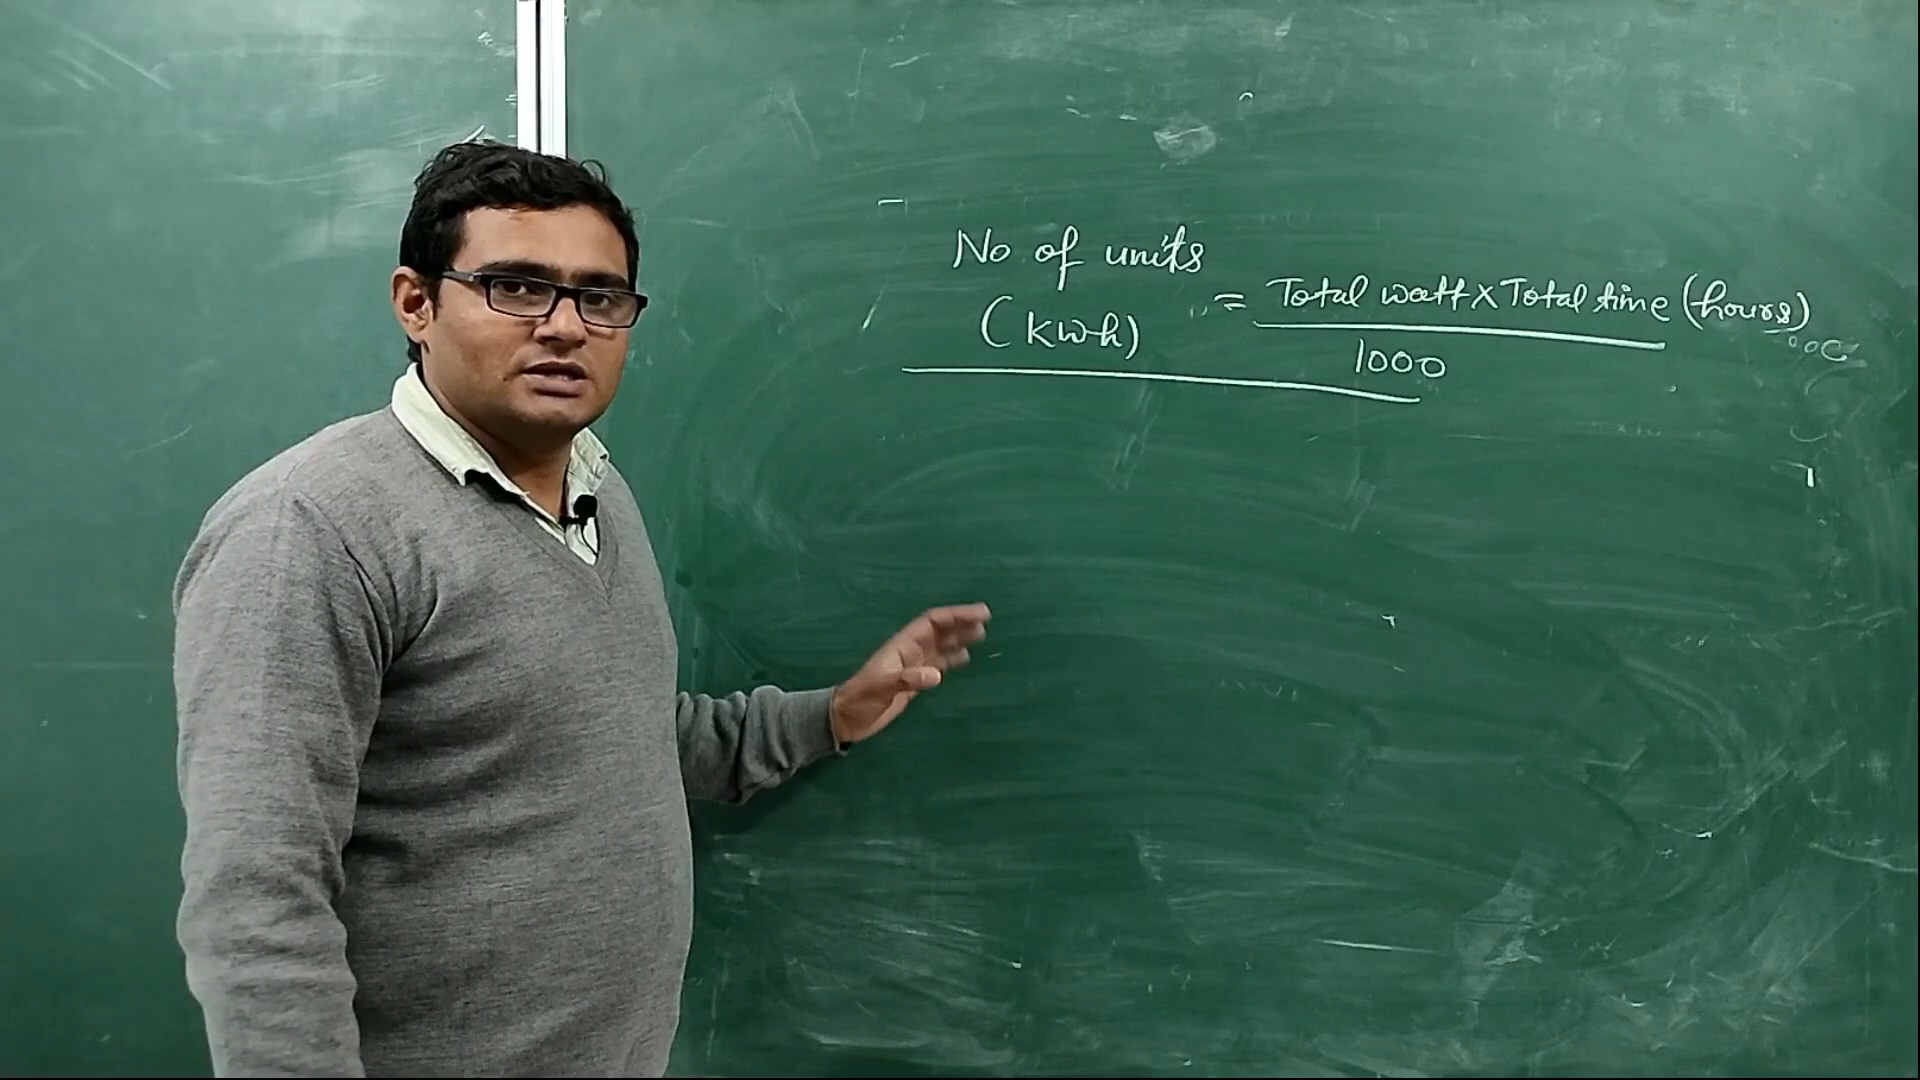 No of units
(kwh) = Total watt x Total time (hours)
1000